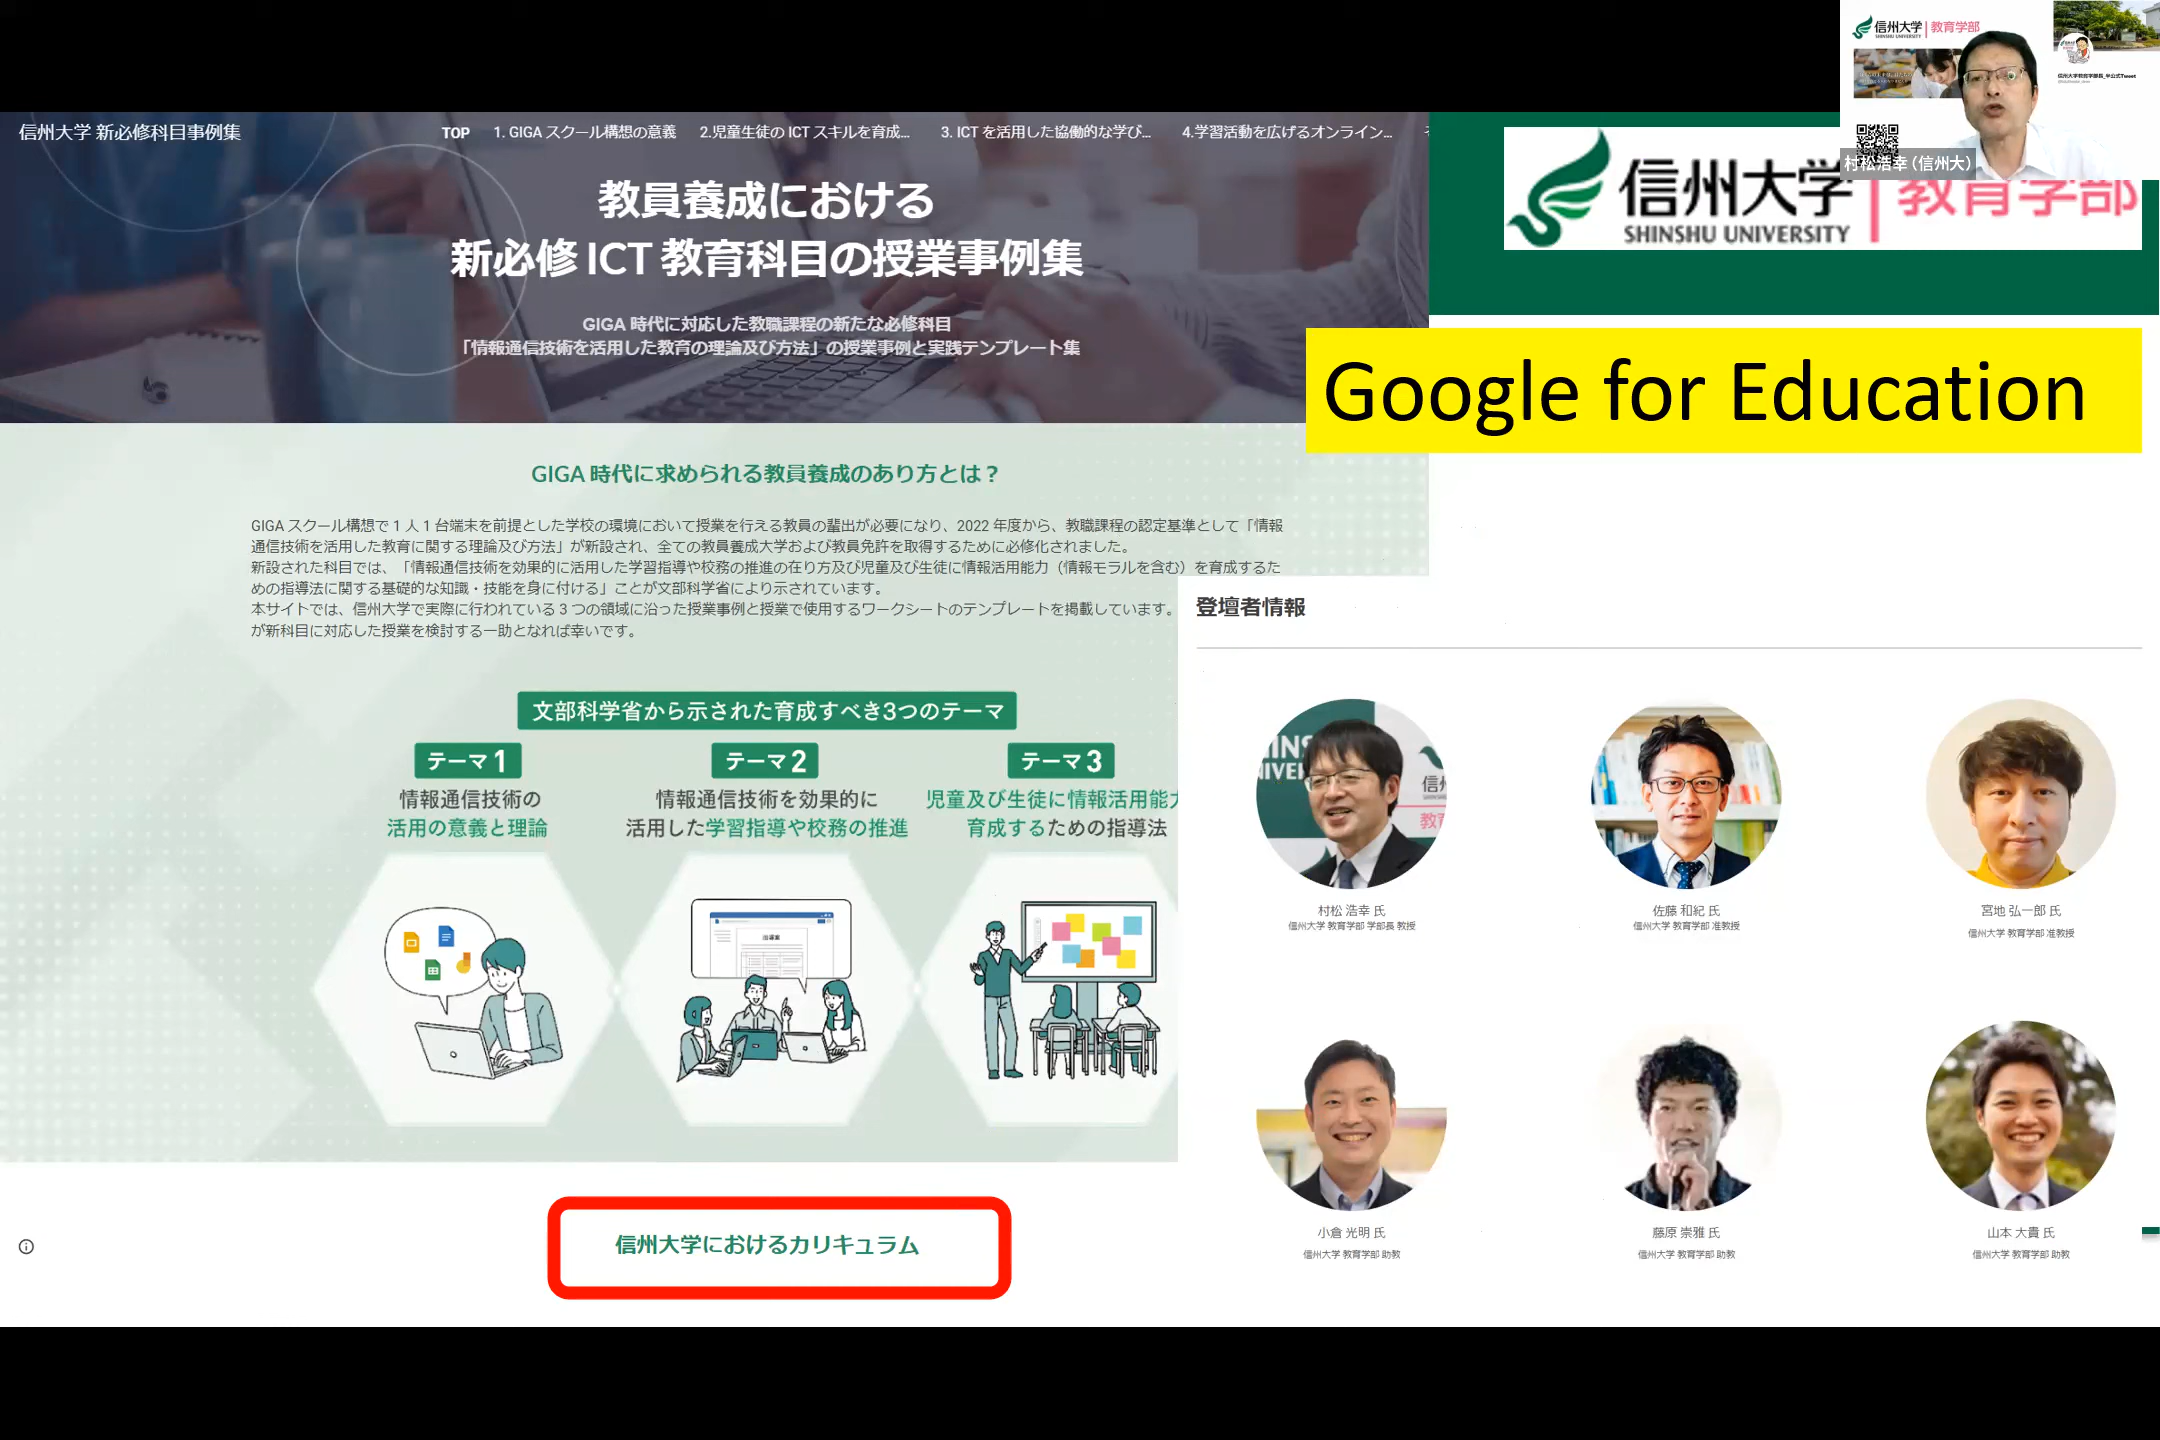 信州大学 新必修科目事例集
TOP
1. GIGA スクール構想の意義
2.児童生徒の ICT スキルを育成...
3. ICT を活用した協働的な学び...
4.学習活動を広げるオンライン...
教員養成における
新必修 ICT 教育科目の授業事例集
GIGA 時代に対応した教職課程の新たな必修科目
「情報通信技術を活用した教育の理論及び方法」の授業事例と実践テンプレート集
信州大学 | 教育学部
SHINSHU UNIVERSITY
村松浩幸(信州大)
信州大学 | 教育学部
SHINSHU UNIVERSITY
Google for Education
GIGA 時代に求められる教員養成のあり方とは？
GIGA スクール構想で 1 人 1 台端末を前提とした学校の環境において授業を行える教員の輩出が必要になり、2022 年度から、教職課程の認定基準として「情報
通信技術を活用した教育に関する理論及び方法」が新設され、全ての教員養成大学および教員免許を取得するために必修化されました。
新設された科目では、「情報通信技術を効果的に活用した学習指導や校務の推進の在り方及び児童及び生徒に情報活用能力（情報モラルを含む）を育成するた
めの指導法に関する基礎的な知識・技能を身に付ける」ことが文部科学省により示されています。
本サイトでは、信州大学で実際に行われている 3 つの領域に沿った授業事例と授業で使用するワークシートのテンプレートを掲載しています。
が新科目に対応した授業を検討する一助となれば幸いです。
文部科学省から示された育成すべき3つのテーマ
テーマ 1
情報通信技術の
活用の意義と理論
テーマ 2
情報通信技術を効果的に
活用した学習指導や校務の推進
テーマ 3
児童及び生徒に情報活用能力
育成するための指導法
信州大学におけるカリキュラム
登壇者情報
村松 浩幸 氏
信州大学 教育学部 学部長 教授
佐藤 和紀 氏
信州大学 教育学部 准教授
宮地 弘一郎 氏
信州大学 教育学部 准教授
小倉 光明 氏
信州大学 教育学部 助教
藤原 崇雅 氏
信州大学 教育学部 助教
山本 大貴 氏
信州大学 教育学部 助教